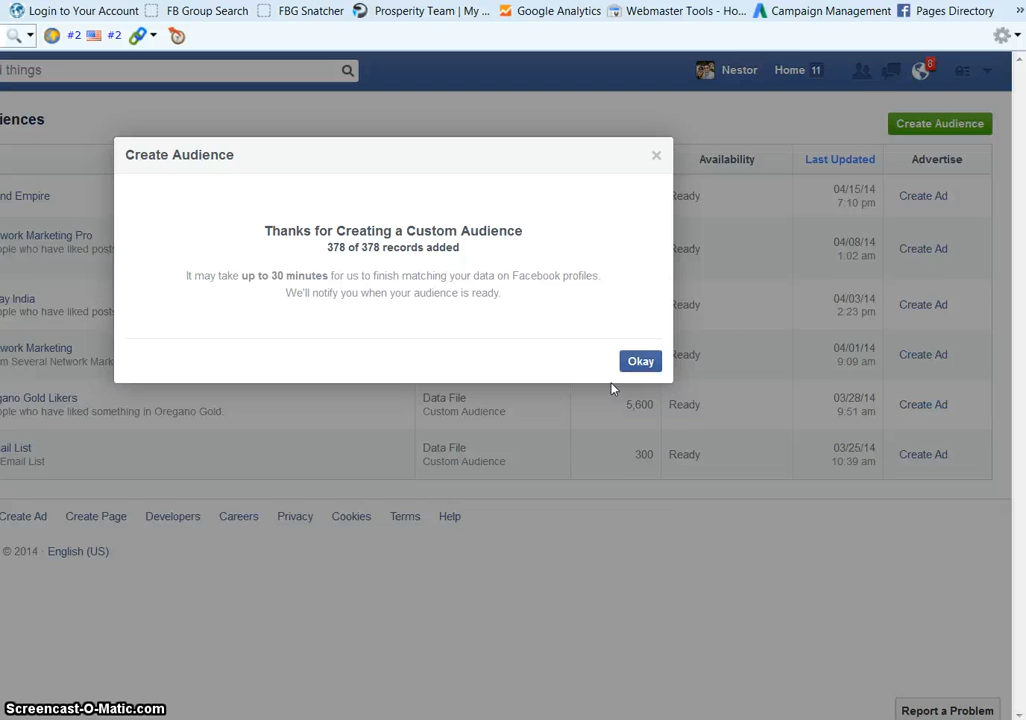 Login to Your Account FB Group Search FBG Snatcher Prosperity Team | My ... Google Analytics Webmaster Tools - Ho... Campaign Management Pages Directory »
#2 #2
things Nestor Home 11 8
iences Create Audience
Create Audience × Availability Last Updated Advertise
nd Empire Ready 04/15/14 Create Ad
7:10 pm
Thanks for Creating a Custom Audience
378 of 378 records added
work Marketing Pro 04/08/14
ople who have liked posts Ready 1:02 am Create Ad
It may take up to 30 minutes for us to finish matching your data on Facebook profiles.
We'll notify you when your audience is ready.
ay India 04/03/14
ople who have liked posts Ready 2:23 pm Create Ad
work Marketing 04/01/14
m Several Network Mark Ready 9:09 am Create Ad
Okay
gano Gold Likers Data File 5,600 Ready 03/28/14 Create Ad
ople who have liked something in Oregano Gold. Custom Audience 9:51 am
ail List Data File 300 Ready 03/25/14 Create Ad
Email List Custom Audience 10:39 am
Create Ad Create Page Developers Careers Privacy Cookies Terms Help
© 2014 · English (US)
Screencast-O-Matic.com Report a Problem